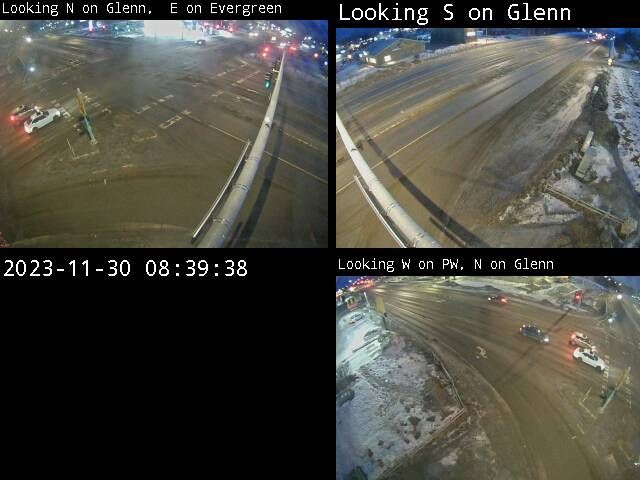 Looking N on Glenn, E on Evergreen
Looking S on Glenn
2023-11-30 08:39:38
Looking W on PW, N on Glenn